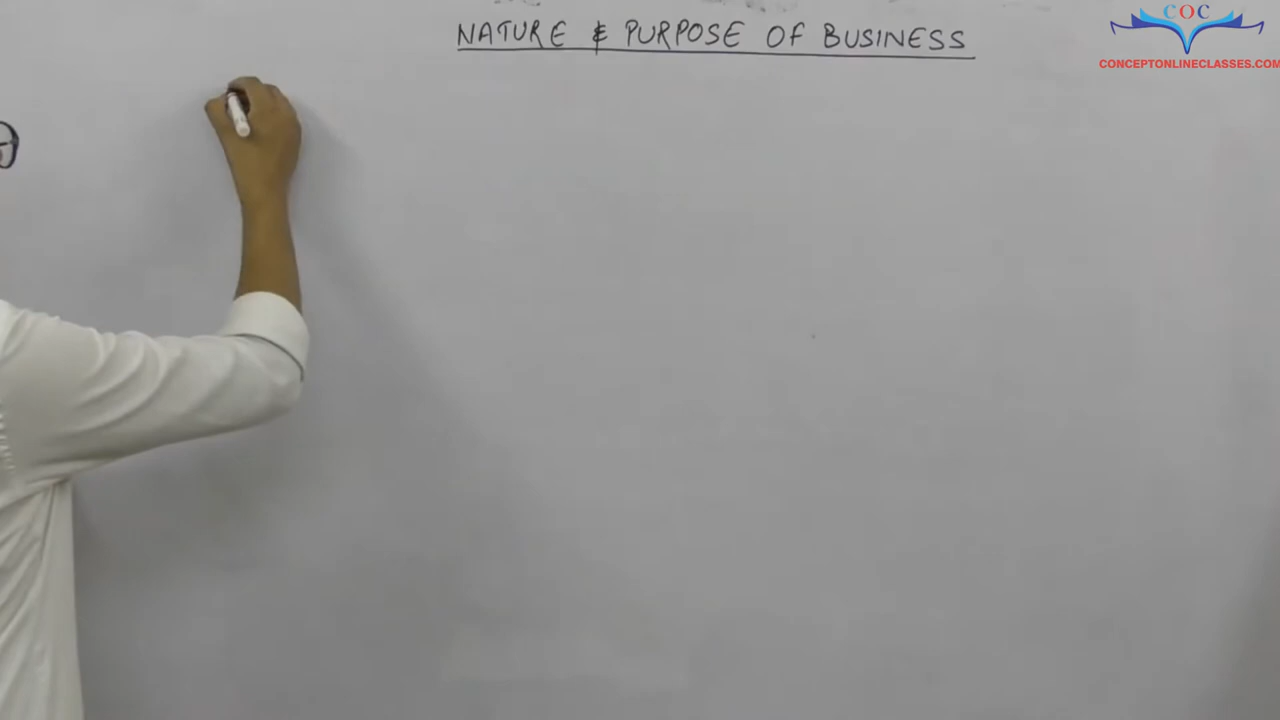 NATURE & PURPOSE OF BUSINESS
COC
CONCEPTONLINECLASSES.COM